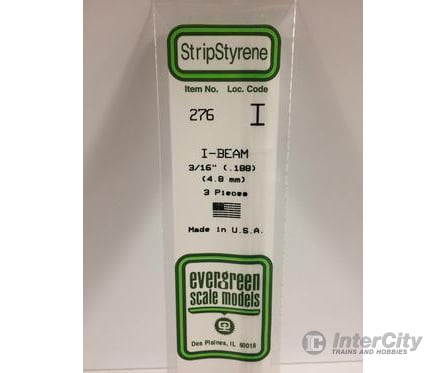 StripStyrene
Item No. Loc. Code
276 I
I-BEAM
3/16" (.188)
(4.8 mm)
3 Pieces
Made in U.S.A.
evergreen
scale models
Des Plaines, IL 60018
InterCity
TRAINS AND HOBBIES